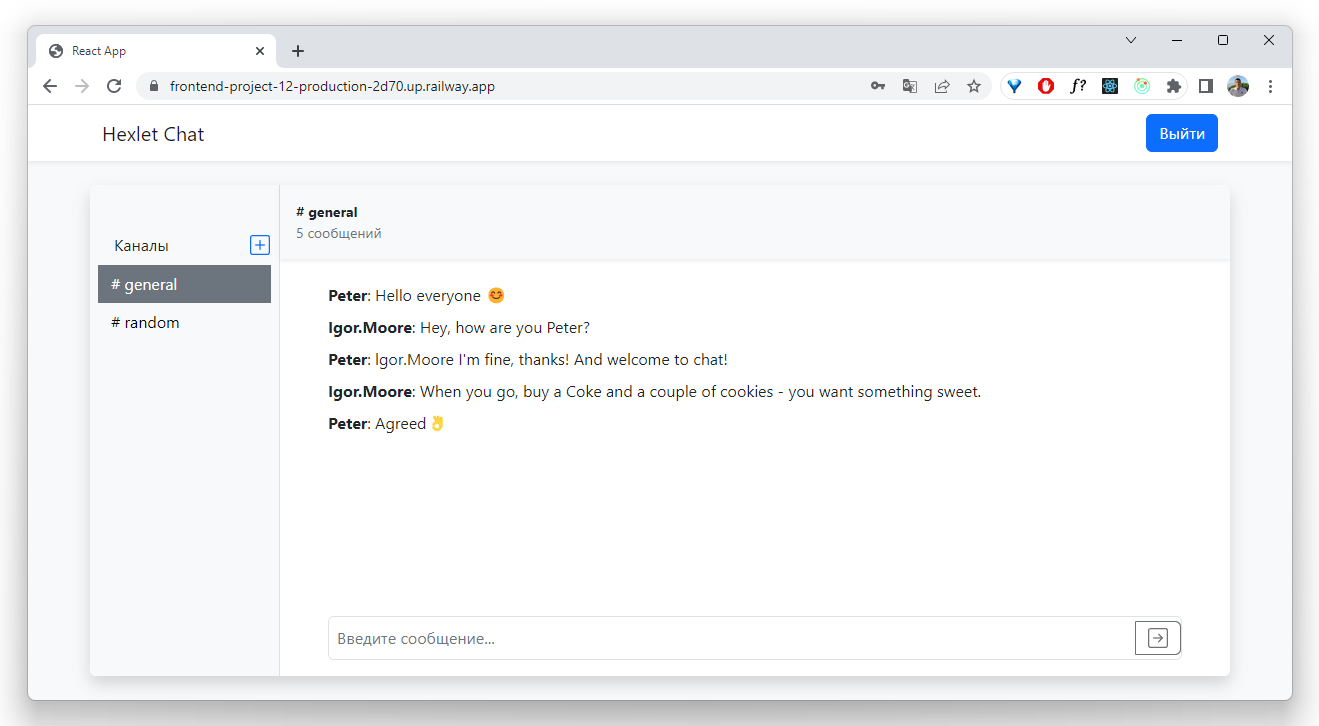 React App
frontend-project-12-production-2d70.up.railway.app
f?
Hexlet Chat
Выйти
Каналы
# general
# random
# general
5 сообщений
Peter: Hello everyone 😊
Igor.Moore: Hey, how are you Peter?
Peter: Igor.Moore I'm fine, thanks! And welcome to chat!
Igor.Moore: When you go, buy a Coke and a couple of cookies - you want something sweet.
Peter: Agreed 👌
Введите сообщение...